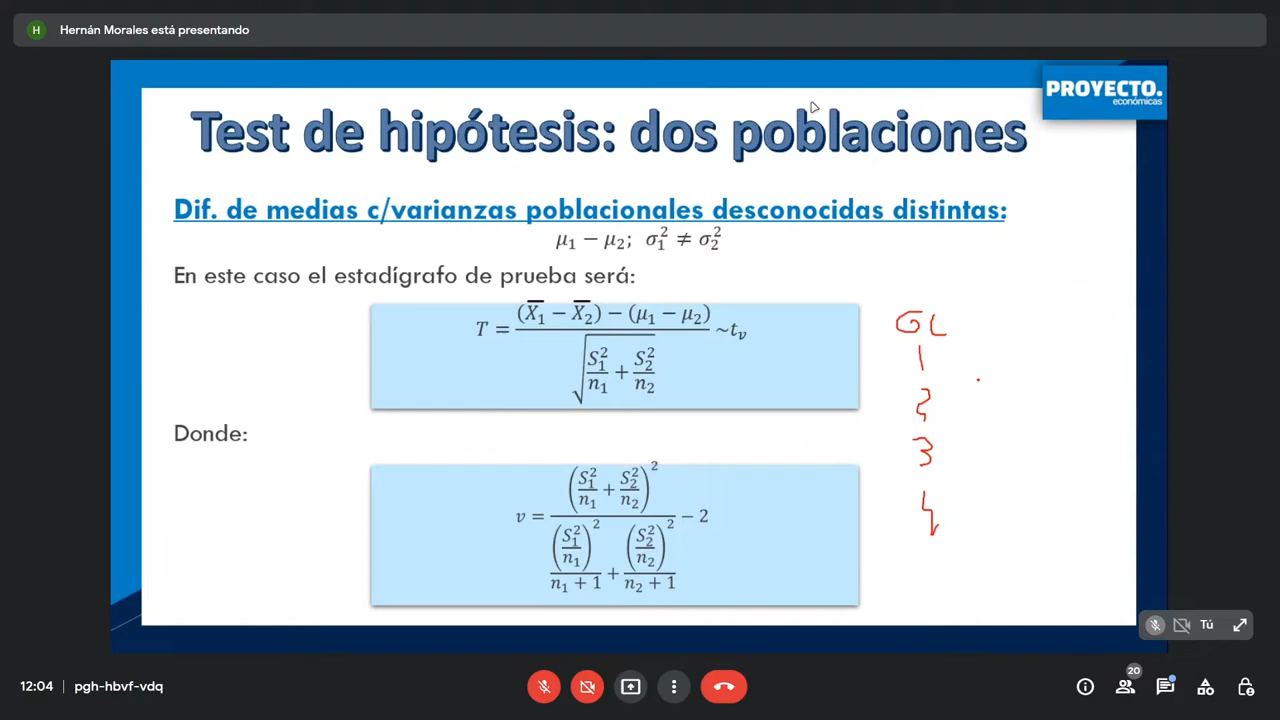 H Hernán Morales está presentando
PROYECTO.
económicas
Test de hipótesis: dos poblaciones
Dif. de medias c/varianzas poblacionales desconocidas distintas:
μ₁ − μ₂; σ₁² ≠ σ₂²
En este caso el estadígrafo de prueba será:
T = ((X̅₁ − X̅₂) − (μ₁ − μ₂)) / √(S₁²/n₁ + S₂²/n₂) ~t_v
GL
1
2
3
4
Donde:
v = (S₁²/n₁ + S₂²/n₂)² / ((S₁²/n₁)²/(n₁ + 1) + (S₂²/n₂)²/(n₂ + 1)) − 2
Tú
12:04 | pgh-hbvf-vdq
20